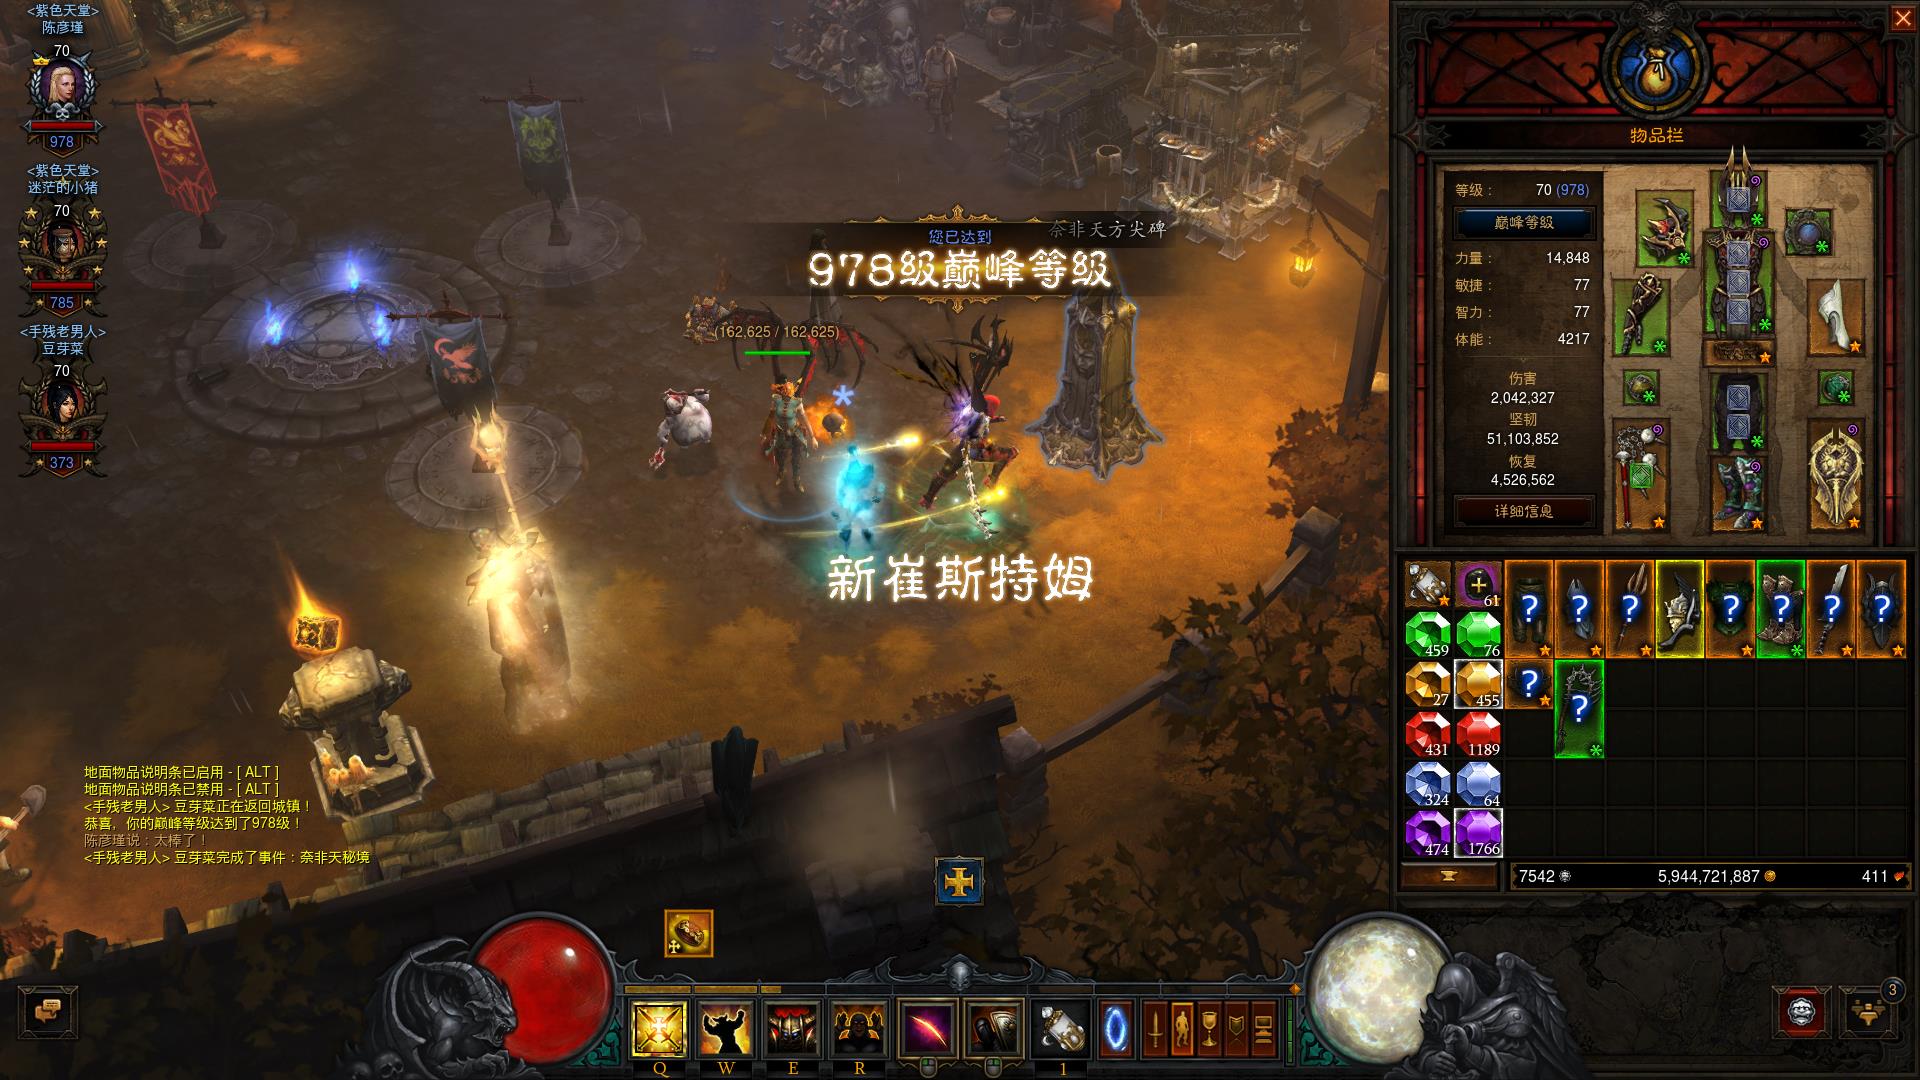 <紫色天堂>
陈彦瑾
70
978
<紫色天堂>
迷茫的小猪
70
785
<手残老男人>
豆芽菜
70
373
您已达到
奈非天方尖碑
978级巅峰等級
(162,625 / 162,625)
新崔斯特姆
地面物品说明条已启用 - [ ALT ]
地面物品说明条已禁用 - [ ALT ]
<手残老男人> 豆芽菜正在返回城镇！
恭喜，你的巅峰等级达到了978级！
陈彦瑾说：太棒了！
<手残老男人> 豆芽菜完成了事件：奈非天秘境
Q
W
E
R
1
物品栏
等级： 70 (978)
巅峰等級
力量： 14,848
敏捷： 77
智力： 77
体能： 4217
伤害
2,042,327
坚韧
51,103,852
恢复
4,526,562
详细信息
61
? ? ? ? ? ? ?
459 76
27 455 ?
?
431 1189
324 64
474 1766
7542 5,944,721,887 411
3